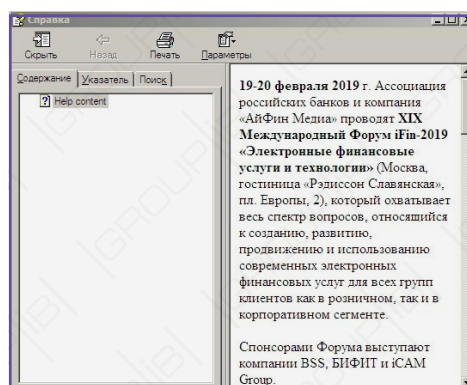 Справка
Скрыть Назад Печать Параметры
Содержание Указатель Поиск
Help content
19-20 февраля 2019 г. Ассоциация
российских банков и компания
«АйФин Медиа» проводят XIX
Международный Форум iFin-2019
«Электронные финансовые
услуги и технологии» (Москва,
гостиница «Рэдиссон Славянская»,
пл. Европы, 2), который охватывает
весь спектр вопросов, относящийся
к созданию, развитию,
продвижению и использованию
современных электронных
финансовых услуг для всех групп
клиентов как в розничном, так и в
корпоративном сегменте.
Спонсорами Форума выступают
компании BSS, БИФИТ и iCAM
Group.
|GROUP|iB|